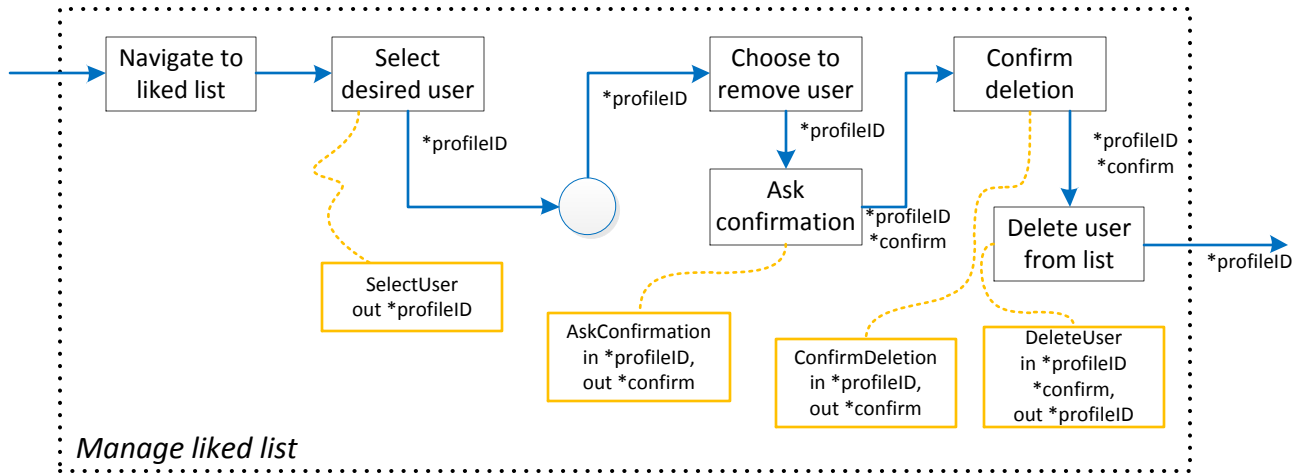 Navigate to
liked list
Select
desired user
*profileID
*profileID
Choose to
remove user
*profileID
Ask
confirmation
*profileID
*confirm
Confirm
deletion
*profileID
*confirm
Delete user
from list
*profileID
SelectUser
out *profileID
AskConfirmation
in *profileID,
out *confirm
ConfirmDeletion
in *profileID,
out *confirm
DeleteUser
in *profileID
*confirm,
out *profileID
Manage liked list